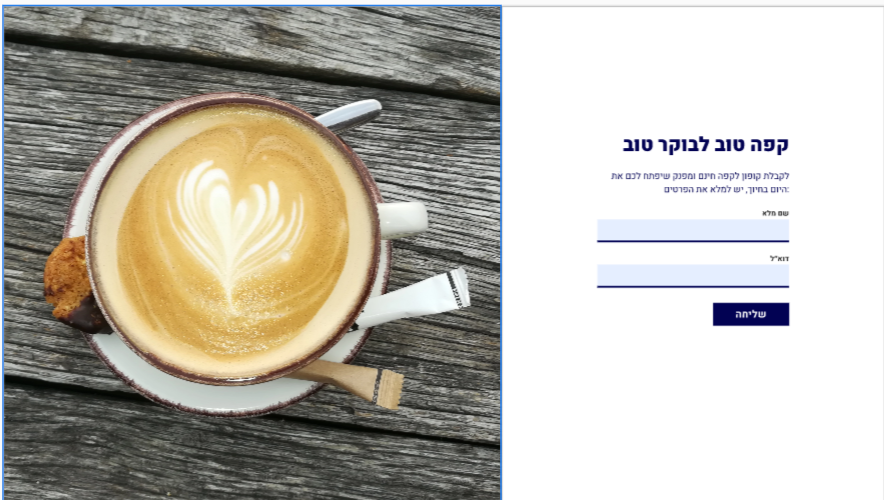 קפה טוב לבוקר טוב
לקבלת קופון לקפה חינם ומפנק שיפתח לכם את
היום בחיוך, יש למלא את הפרטים:
שם מלא
דוא"ל
שליחה